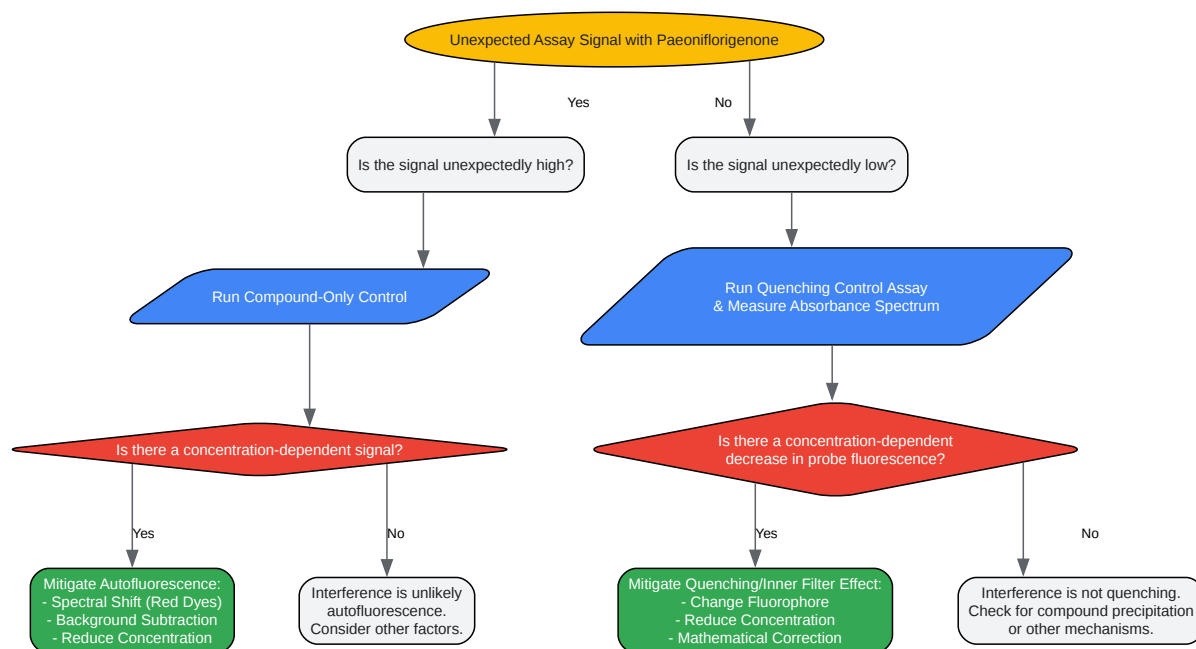 Unexpected Assay Signal with Paeoniflorigenone
Yes
No
Is the signal unexpectedly high?
Is the signal unexpectedly low?
Run Compound-Only Control
Run Quenching Control Assay
& Measure Absorbance Spectrum
Is there a concentration-dependent signal?
Is there a concentration-dependent
decrease in probe fluorescence?
Yes
No
Yes
No
Mitigate Autofluorescence:
- Spectral Shift (Red Dyes)
- Background Subtraction
- Reduce Concentration
Interference is unlikely
autofluorescence.
Consider other factors.
Mitigate Quenching/Inner Filter Effect:
- Change Fluorophore
- Reduce Concentration
- Mathematical Correction
Interference is not quenching.
Check for compound precipitation
or other mechanisms.